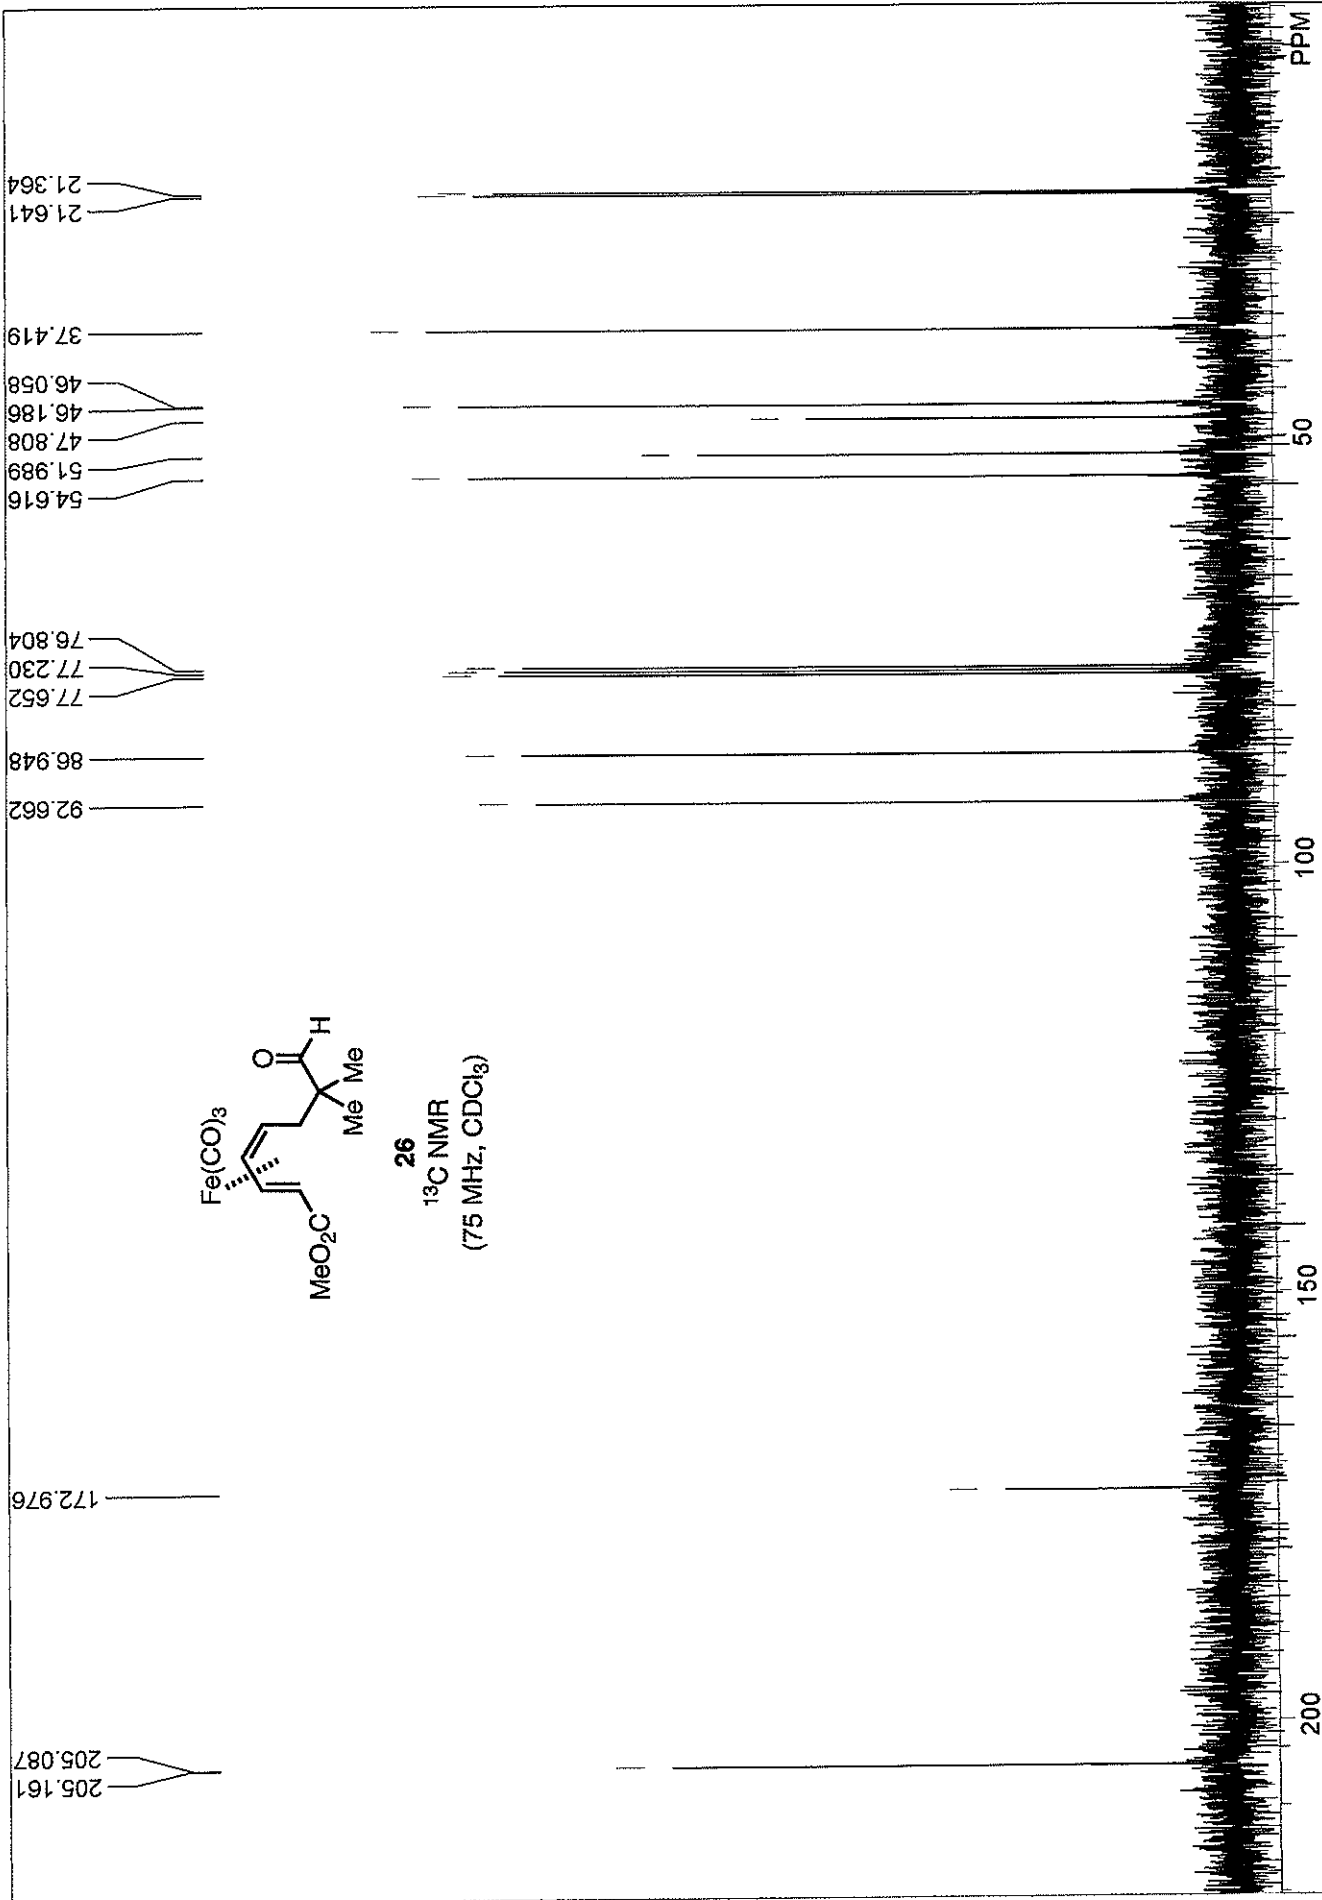 205.161
205.087
172.976
92.662
86.948
77.652
77.230
76.804
54.616
51.989
47.808
46.186
46.058
37.419
21.641
21.364
Fe(CO)3
O
H
MeO2C
Me
Me
26
13C NMR
(75 MHz, CDCl3)
200
150
100
50
PPM